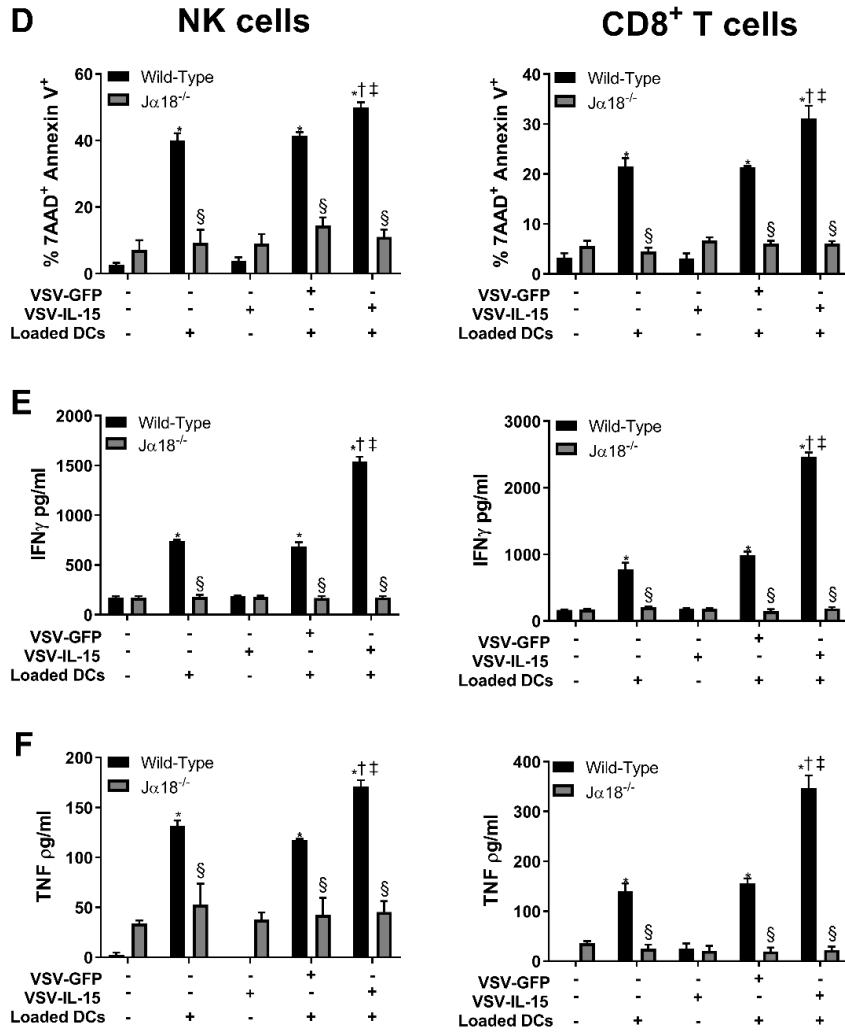 D
NK cells
CD8+ T cells
% 7AAD+ Annexin V+
60
40
20
0
Wild-Type
Jα18-/-
* § * § *†‡ §
VSV-GFP - - - + -
VSV-IL-15 - - + - +
Loaded DCs - + - + +
% 7AAD+ Annexin V+
40
30
20
10
0
Wild-Type
Jα18-/-
* § * § *†‡ §
VSV-GFP - - - + -
VSV-IL-15 - - + - +
Loaded DCs - + - + +
E
IFNγ pg/ml
2000
1500
1000
500
0
Wild-Type
Jα18-/-
* § * § *†‡ §
VSV-GFP - - - + -
VSV-IL-15 - - + - +
Loaded DCs - + - + +
IFNγ pg/ml
3000
2000
1000
0
Wild-Type
Jα18-/-
* § * § *†‡ §
VSV-GFP - - - + -
VSV-IL-15 - - + - +
Loaded DCs - + - + +
F
TNF ρg/ml
200
150
100
50
0
Wild-Type
Jα18-/-
* § * § *†‡ §
VSV-GFP - - - + -
VSV-IL-15 - - + - +
Loaded DCs - + - + +
TNF ρg/ml
400
300
200
100
0
Wild-Type
Jα18-/-
* § * § *†‡ §
VSV-GFP - - - + -
VSV-IL-15 - - + - +
Loaded DCs - + - + +